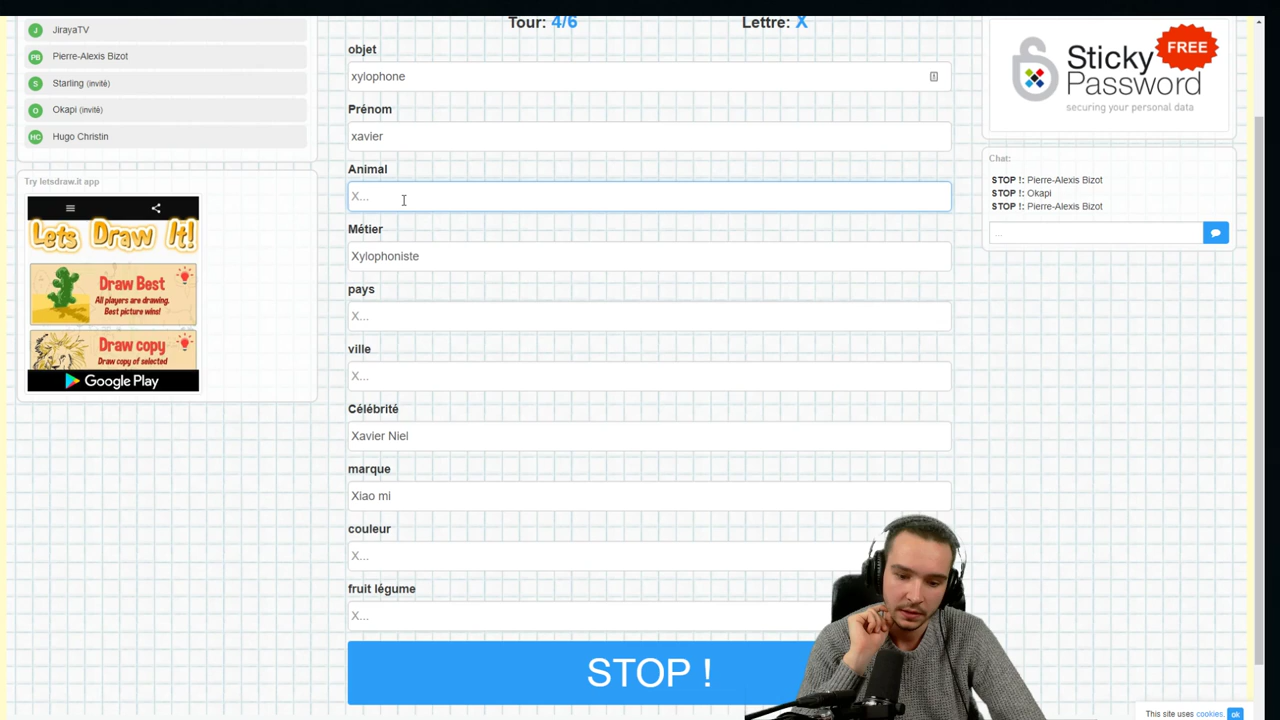 Tour: 4/6
Lettre: X
J
JirayaTV
PB
Pierre-Alexis Bizot
S
Starling (invité)
O
Okapi (invité)
HC
Hugo Christin
Try letsdraw.it app
Lets Draw It!
Draw Best
All players are drawing.
Best picture wins!
Draw copy
Draw copy of selected
Google Play
objet
xylophone
Prénom
xavier
Animal
X...
Métier
Xylophoniste
pays
X...
ville
X...
Célébrité
Xavier Niel
marque
Xiao mi
couleur
X...
fruit légume
X...
STOP !
Sticky
Password
FREE
securing your personal data
Chat:
STOP !: Pierre-Alexis Bizot
STOP !: Okapi
STOP !: Pierre-Alexis Bizot
...
This site uses cookies.
ok